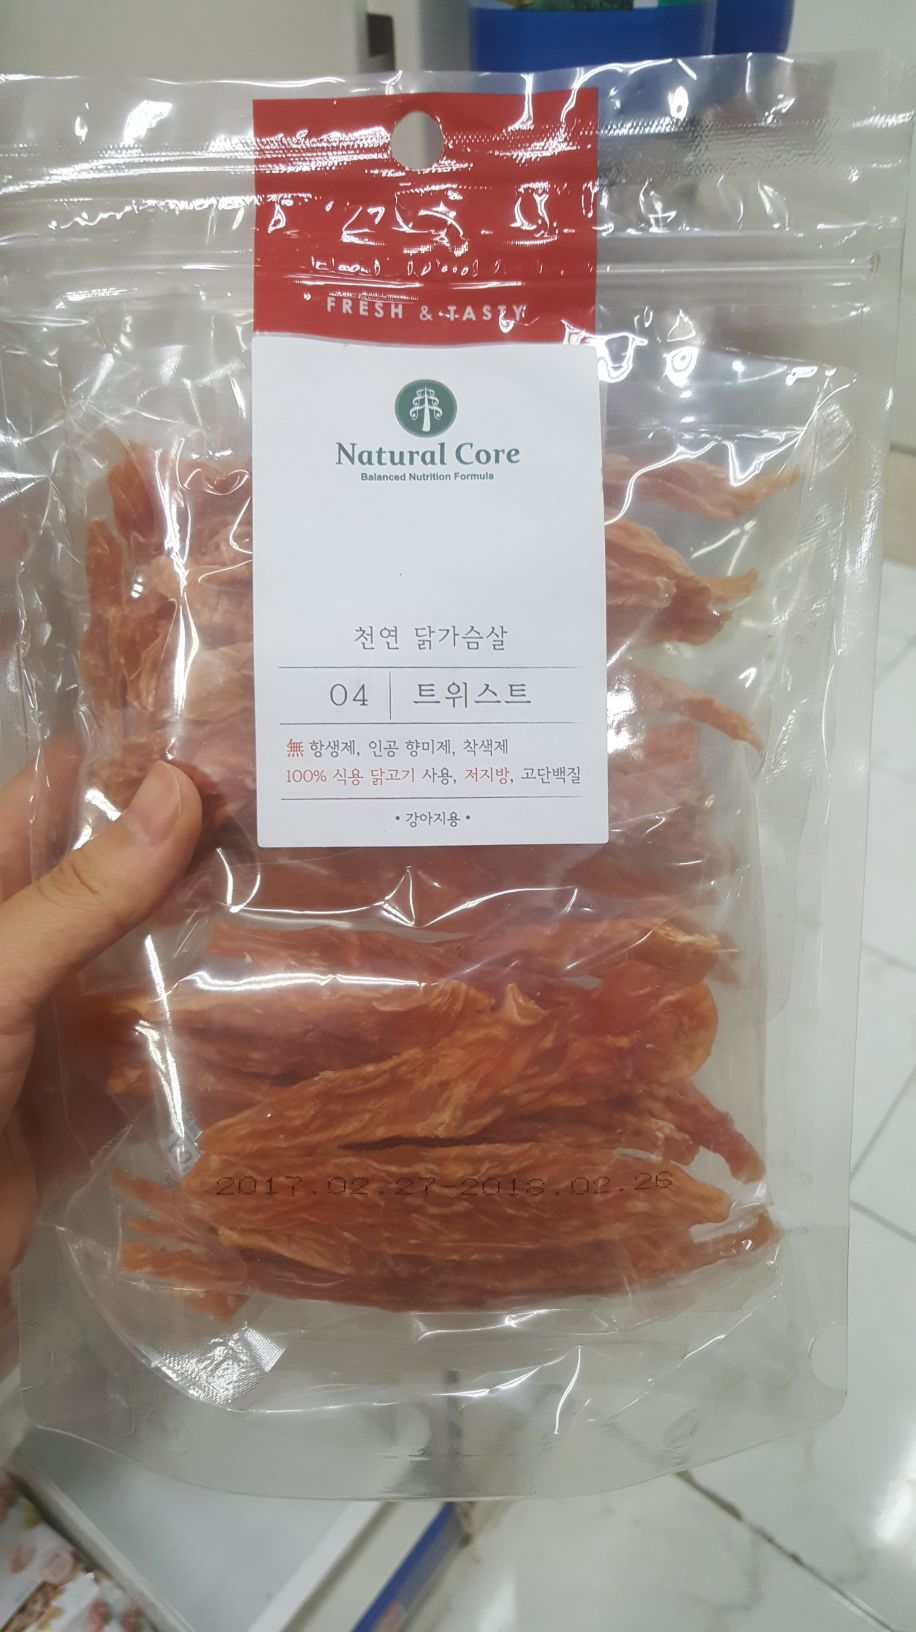 FRESH & TASTY
Natural Core
Balanced Nutrition Formula
천연 닭가슴살
04 | 트위스트
無 항생제, 인공 향미제, 착색제
100% 식용 닭고기 사용, 저지방, 고단백질
• 강아지용 •
2017.02.27-2018.02.26